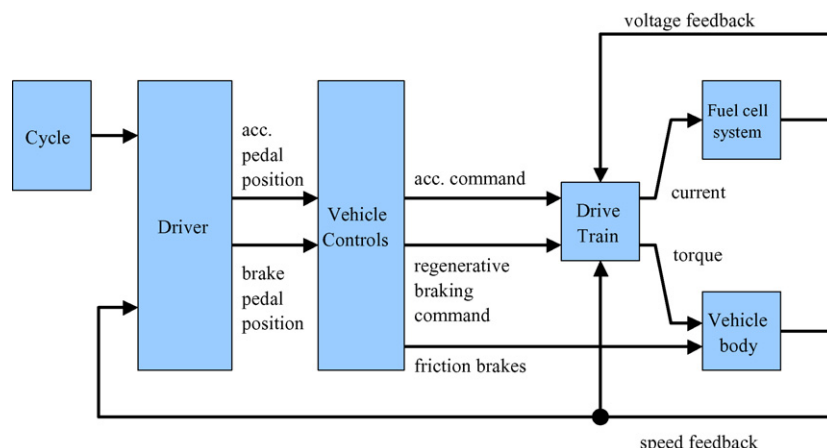 voltage feedback
Cycle
Driver
acc.
pedal
position
brake
pedal
position
Vehicle
Controls
acc. command
regenerative
braking
command
friction brakes
Drive
Train
current
torque
Fuel cell
system
Vehicle
body
speed feedback